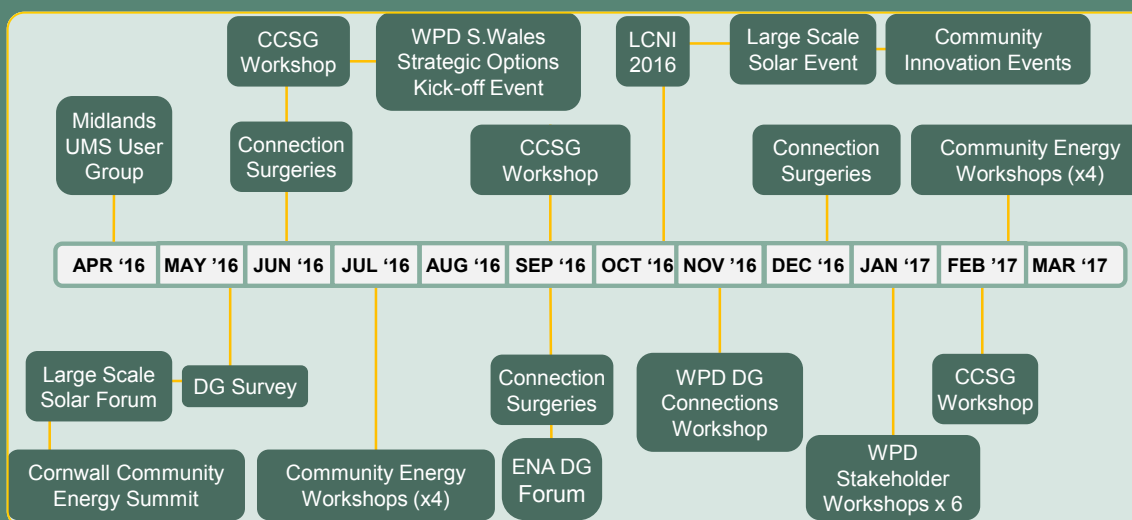 CCSG
Workshop
WPD S.Wales
Strategic Options
Kick-off Event
LCNI
2016
Large Scale
Solar Event
Community
Innovation Events
Midlands
UMS User
Group
Connection
Surgeries
CCSG
Workshop
Connection
Surgeries
Community Energy
Workshops (x4)
APR ‘16 MAY ’16 JUN ‘16 JUL ‘16 AUG ‘16 SEP ‘16 OCT ‘16 NOV ’16 DEC ‘16 JAN ‘17 FEB ‘17 MAR ‘17
Large Scale
Solar Forum
DG Survey
Connection
Surgeries
WPD DG
Connections
Workshop
CCSG
Workshop
Cornwall Community
Energy Summit
Community Energy
Workshops (x4)
ENA DG
Forum
WPD
Stakeholder
Workshops x 6